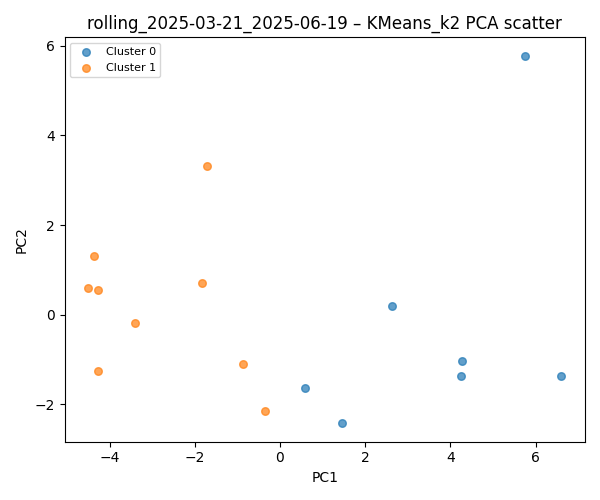 rolling_2025-03-21_2025-06-19 – KMeans_k2 PCA scatter
Cluster 0
Cluster 1
6
4
2
0
−2
PC2
−4
−2
0
2
4
6
PC1